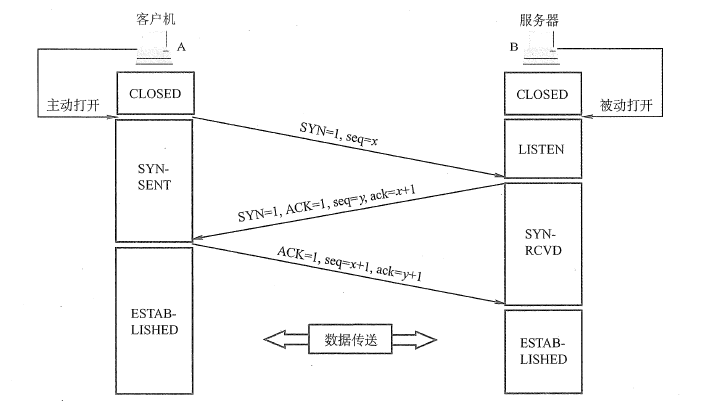 客户机
服务器
A
B
主动打开
CLOSED
CLOSED
被动打开
SYN=1, seq=x
LISTEN
SYN-
SENT
SYN=1, ACK=1, seq=y, ack=x+1
SYN-
RCVD
ACK=1, seq=x+1, ack=y+1
ESTAB-
LISHED
数据传送
ESTAB-
LISHED